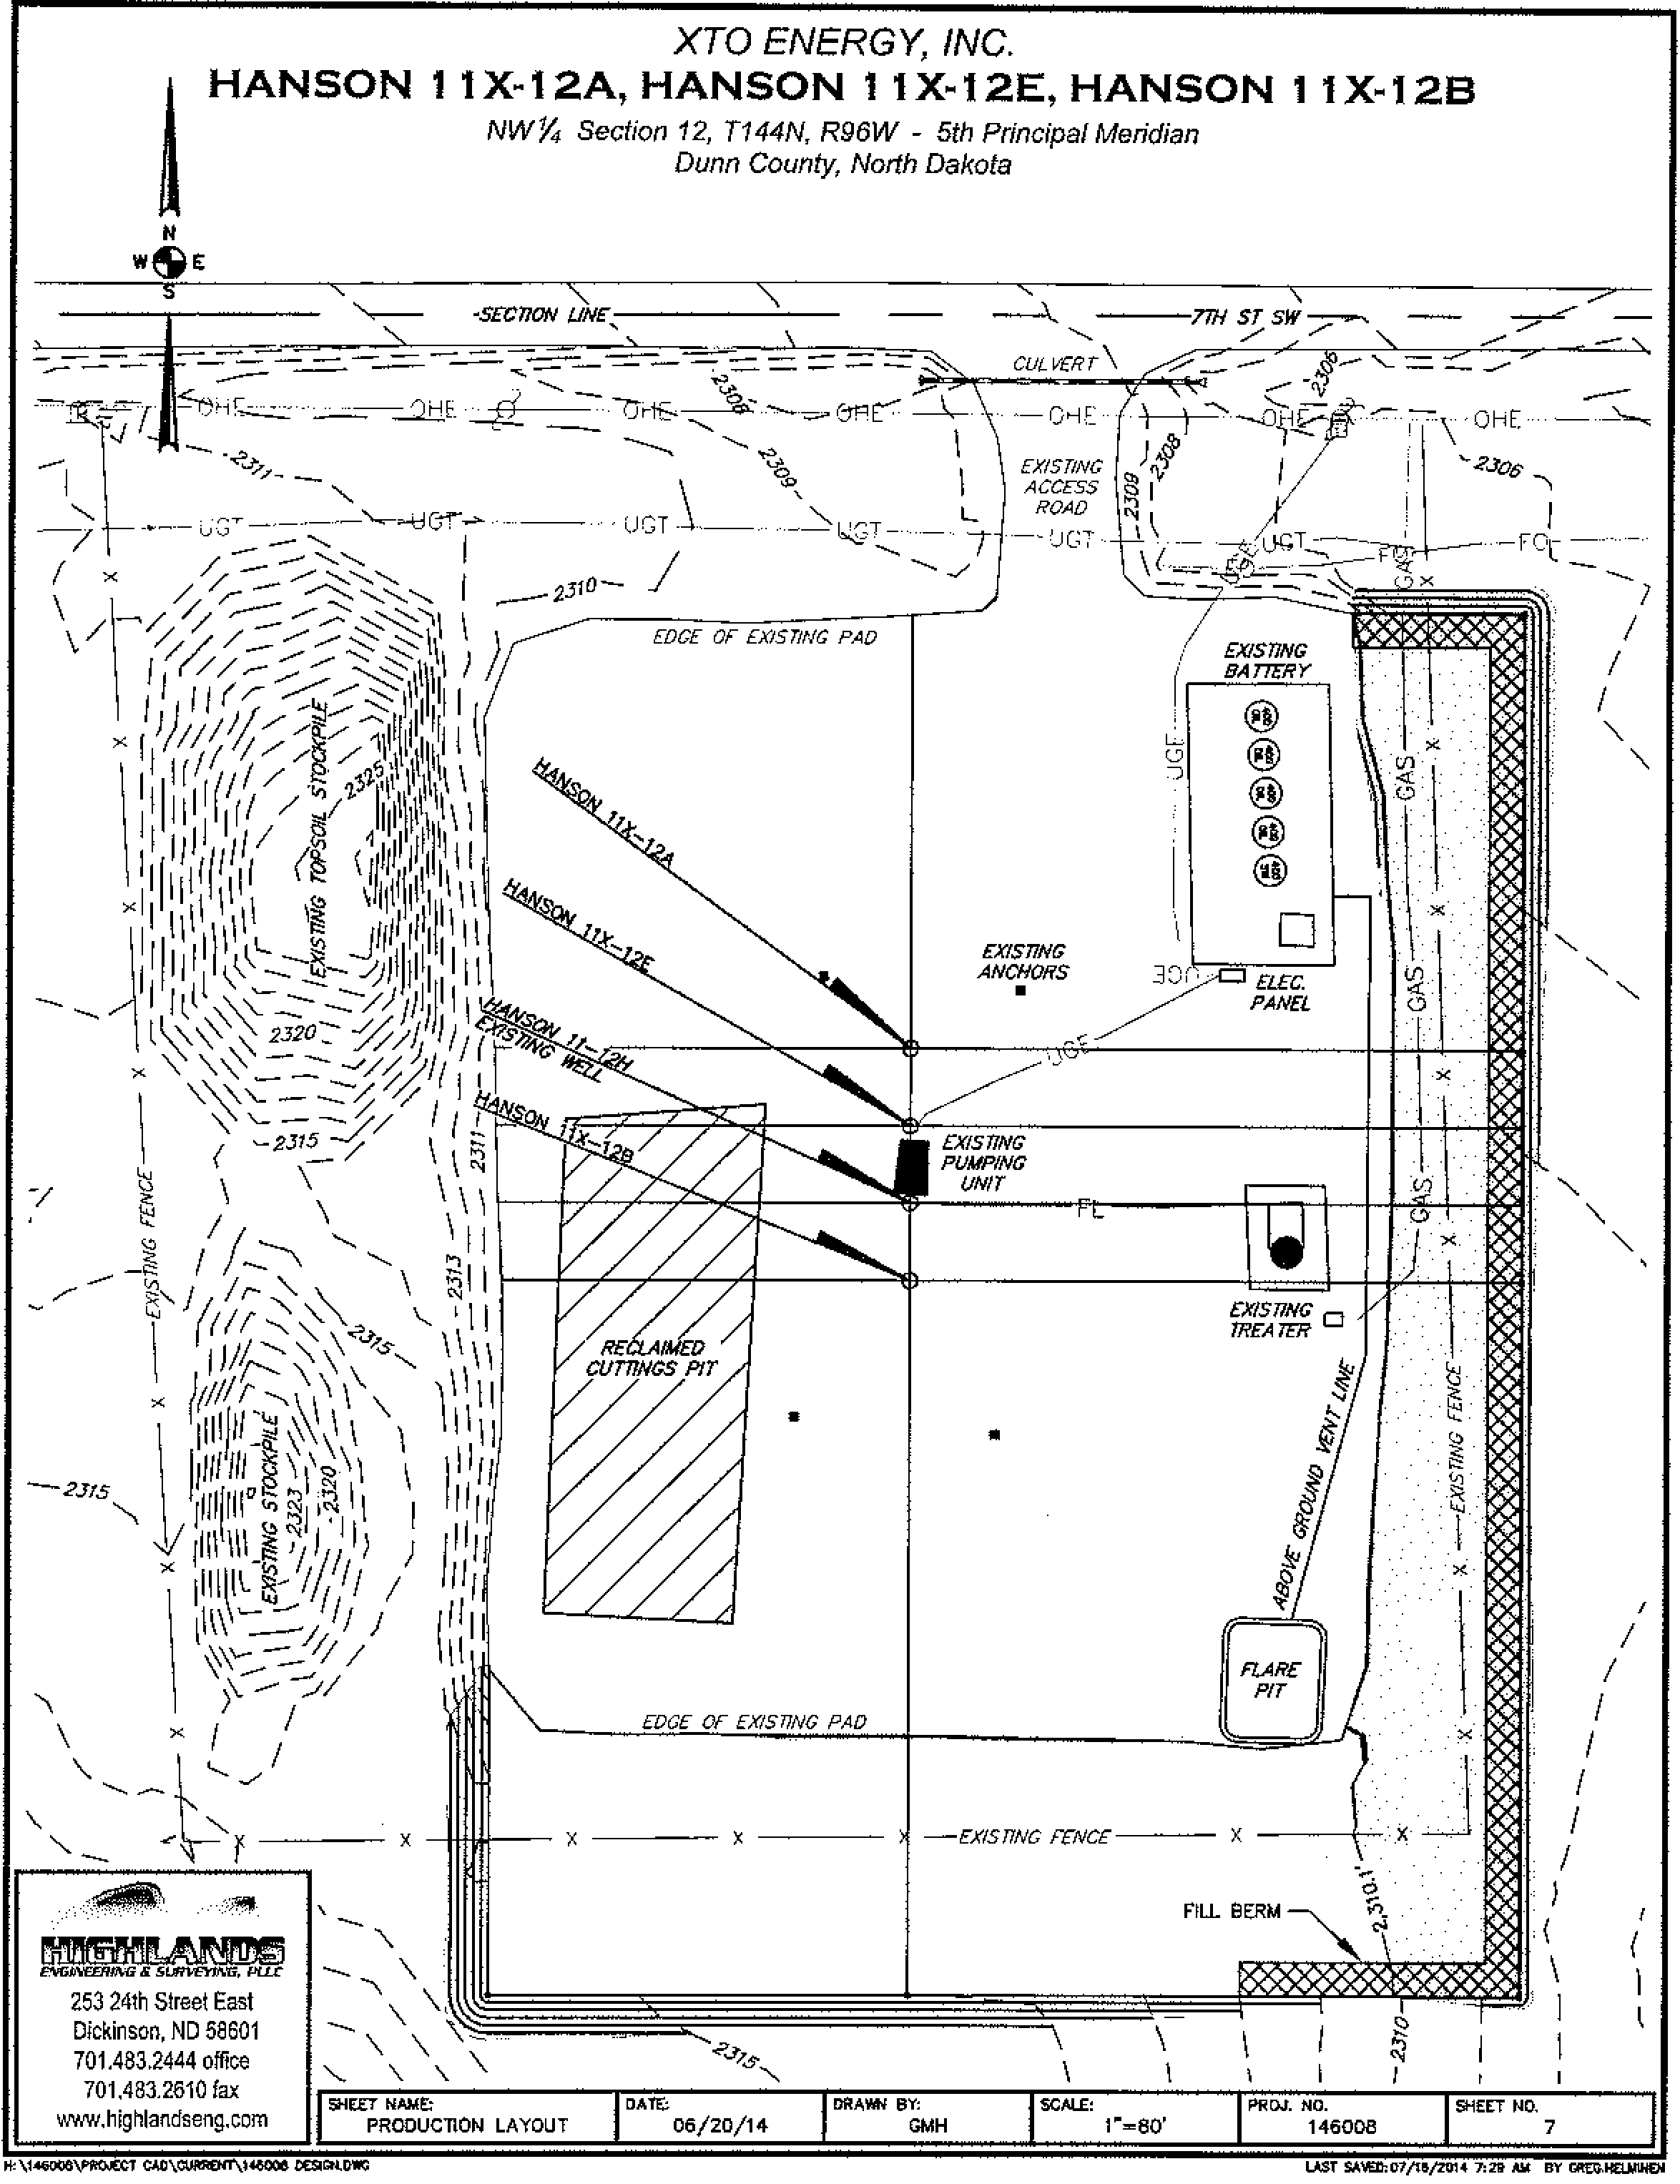 XTO ENERGY, INC.
HANSON 11X-12A, HANSON 11X-12E, HANSON 11X-12B
NW 1/4 Section 12, T144N, R96W - 5th Principal Meridian
Dunn County, North Dakota
N
W E
S
SECTION LINE
7TH ST SW
CULVERT
2308
2306
OHE
OHE
OHE
OHE
OHE
OHE
OHE
2311
2309
EXISTING
ACCESS
ROAD
2309
2308
2306
UGT
UGT
UGT
UGT
UGT
UGT
UGE
FO
FO
GAS
X
X
2310
EDGE OF EXISTING PAD
EXISTING
BATTERY
EXISTING TOPSOIL STOCKPILE
2325
UGE
GAS
X
X
HANSON 11X-12A
HANSON 11X-12E
HANSON 11-12H
EXISTING WELL
HANSON 11X-12B
EXISTING
ANCHORS
UGE
ELEC.
PANEL
GAS
X
X
2320
UGE
X
X
2315
2311
EXISTING
PUMPING
UNIT
FL
GAS
X
EXISTING FENCE
2313
EXISTING
TREATER
2315
RECLAIMED
CUTTINGS PIT
ABOVE GROUND VENT LINE
EXISTING FENCE
X
EXISTING STOCKPILE
2323
2320
2315
X
X
FLARE
PIT
EDGE OF EXISTING PAD
X
X
X
X
X
X
X
EXISTING FENCE
X
X
2,310.1'
FILL BERM
2315
2310
HIGHLANDS
ENGINEERING & SURVEYING, PLLC
253 24th Street East
Dickinson, ND 58601
701.483.2444 office
701.483.2610 fax
www.highlandseng.com
SHEET NAME:
PRODUCTION LAYOUT
DATE:
06/20/14
DRAWN BY:
GMH
SCALE:
1"=80'
PROJ. NO.
146008
SHEET NO.
7
H:\146008\PROJECT CAD\CURRENT\146008 DESIGN.DWG
LAST SAVED: 07/18/2014 7:29 AM BY GREG.HELMIHEN